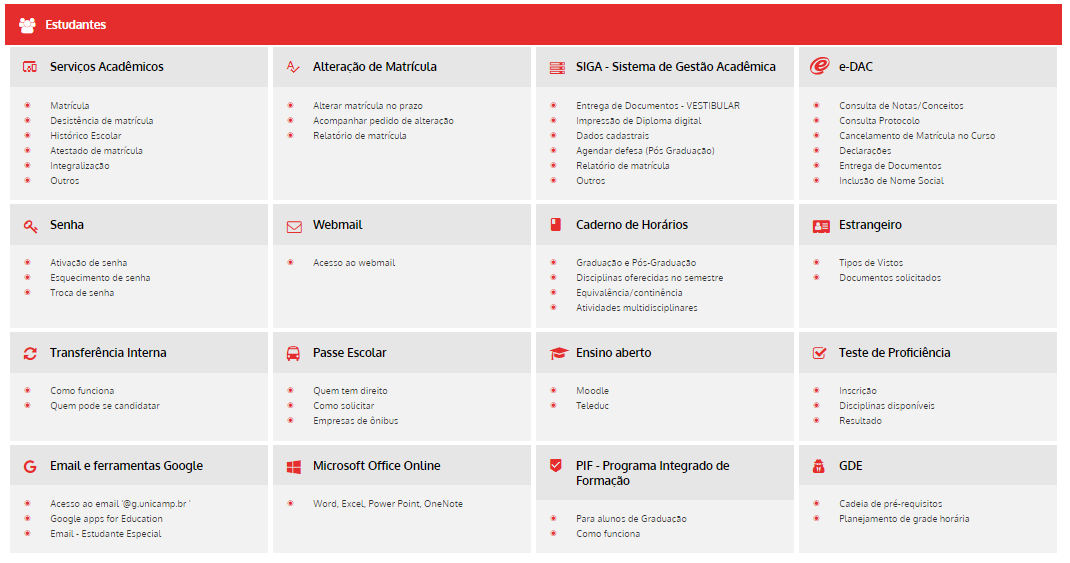 Estudantes
Serviços Acadêmicos
Matrícula
Desistência de matrícula
Histórico Escolar
Atestado de matrícula
Integralização
Outros
Alteração de Matrícula
Alterar matrícula no prazo
Acompanhar pedido de alteração
Relatório de matrícula
SIGA - Sistema de Gestão Acadêmica
Entrega de Documentos - VESTIBULAR
Impressão de Diploma digital
Dados cadastrais
Agendar defesa (Pós Graduação)
Relatório de matrícula
Outros
e-DAC
Consulta de Notas/Conceitos
Consulta Protocolo
Cancelamento de Matrícula no Curso
Declarações
Entrega de Documentos
Inclusão de Nome Social
Senha
Ativação de senha
Esquecimento de senha
Troca de senha
Webmail
Acesso ao webmail
Caderno de Horários
Graduação e Pós-Graduação
Disciplinas oferecidas no semestre
Equivalência/continência
Atividades multidisciplinares
Estrangeiro
Tipos de Vistos
Documentos solicitados
Transferência Interna
Como funciona
Quem pode se candidatar
Passe Escolar
Quem tem direito
Como solicitar
Empresas de ônibus
Ensino aberto
Moodle
Teleduc
Teste de Proficiência
Inscrição
Disciplinas disponíveis
Resultado
Email e ferramentas Google
Acesso ao email '@g.unicamp.br '
Google apps for Education
Email - Estudante Especial
Microsoft Office Online
Word, Excel, Power Point, OneNote
PIF - Programa Integrado de
Formação
Para alunos de Graduação
Como funciona
GDE
Cadeia de pré-requisitos
Planejamento de grade horária